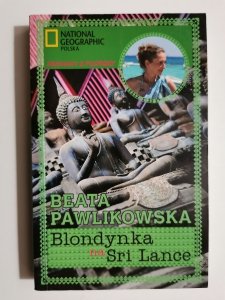 NATIONAL
GEOGRAPHIC
POLSKA
BEATA
PAWLIKOWSKA
Blondynka
na Sri Lance